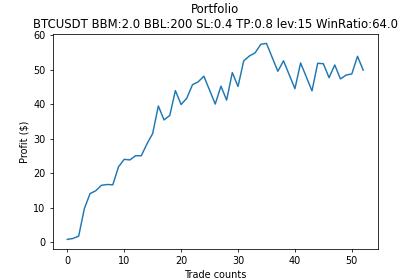 Portfolio
BTCUSDT BBM:2.0 BBL:200 SL:0.4 TP:0.8 lev:15 WinRatio:64.0
60
50
40
30
20
10
0
Profit ($)
0 10 20 30 40 50
Trade counts